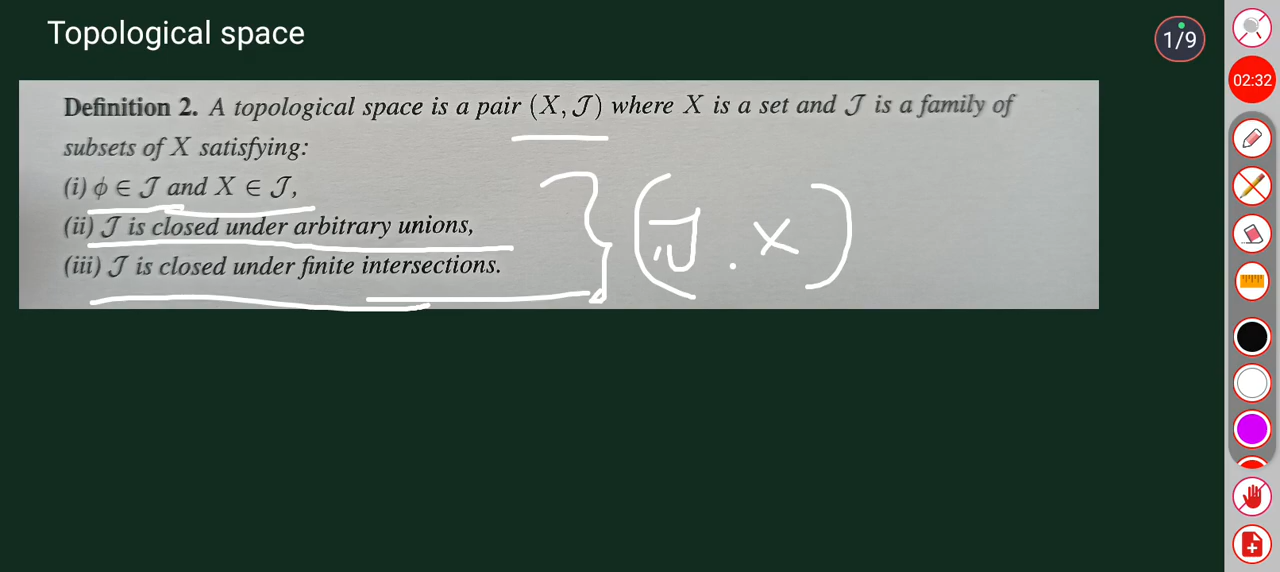 Topological space
1/9
02:32
Definition 2. A topological space is a pair (X, 𝒥) where X is a set and 𝒥 is a family of
subsets of X satisfying:
(i) ϕ ∈ 𝒥 and X ∈ 𝒥,
(ii) 𝒥 is closed under arbitrary unions,
(iii) 𝒥 is closed under finite intersections.
(J . X)